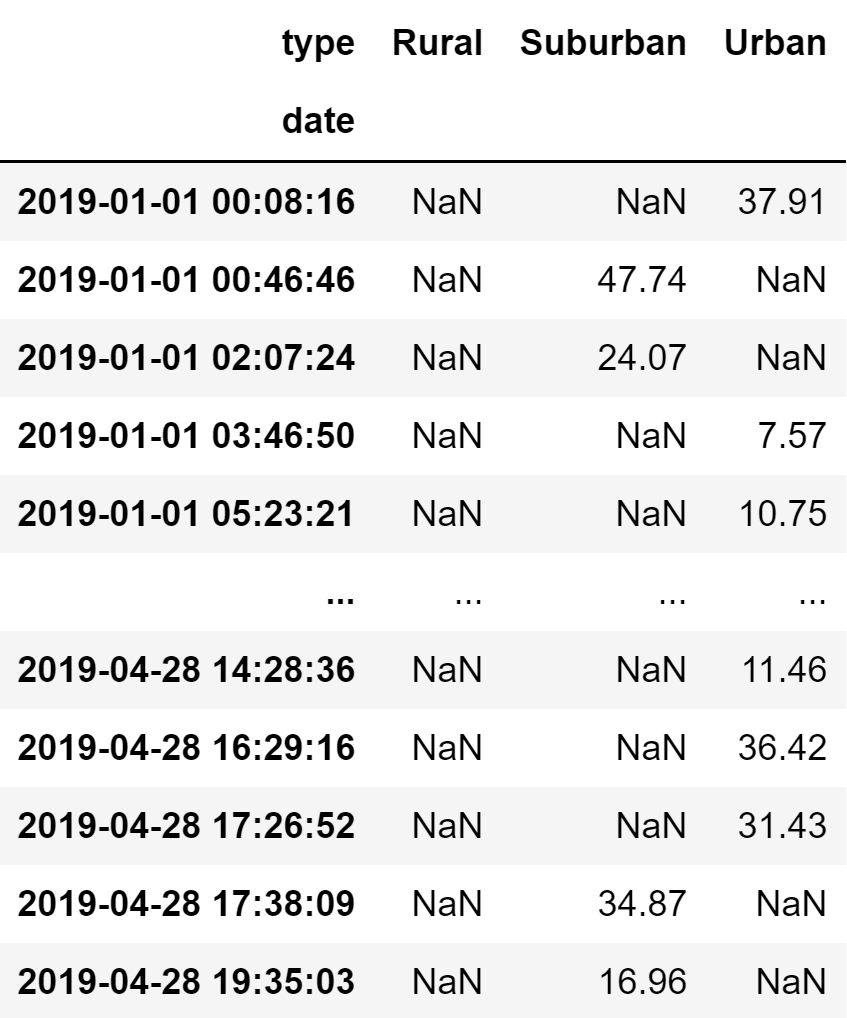 type Rural Suburban Urban
date
2019-01-01 00:08:16 NaN NaN 37.91
2019-01-01 00:46:46 NaN 47.74 NaN
2019-01-01 02:07:24 NaN 24.07 NaN
2019-01-01 03:46:50 NaN NaN 7.57
2019-01-01 05:23:21 NaN NaN 10.75
... ... ... ...
2019-04-28 14:28:36 NaN NaN 11.46
2019-04-28 16:29:16 NaN NaN 36.42
2019-04-28 17:26:52 NaN NaN 31.43
2019-04-28 17:38:09 NaN 34.87 NaN
2019-04-28 19:35:03 NaN 16.96 NaN